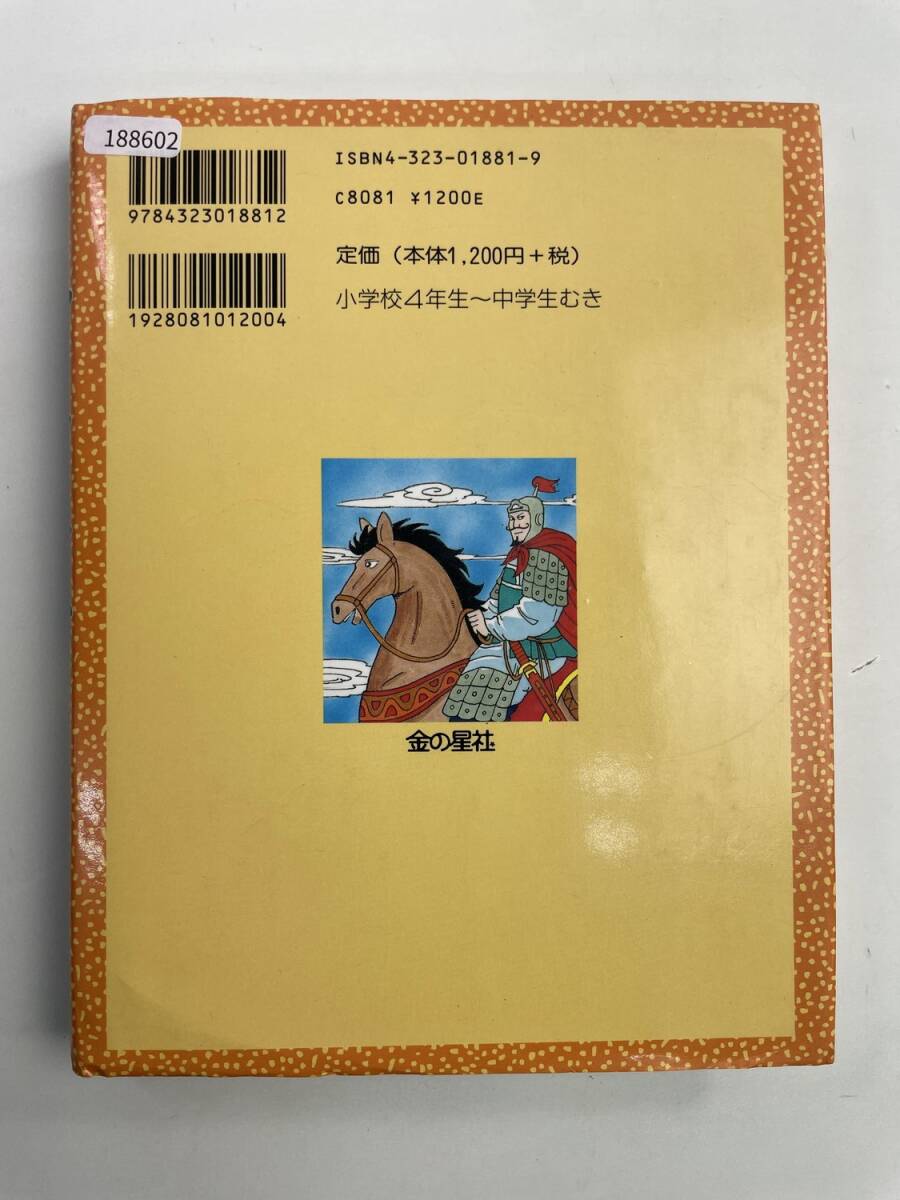 188602
ISBN4-323-01881-9
C8081 ¥1200E
9784323018812
定価（本体1,200円＋税）
小学校4年生〜中学生むき
1928081012004
金の星社